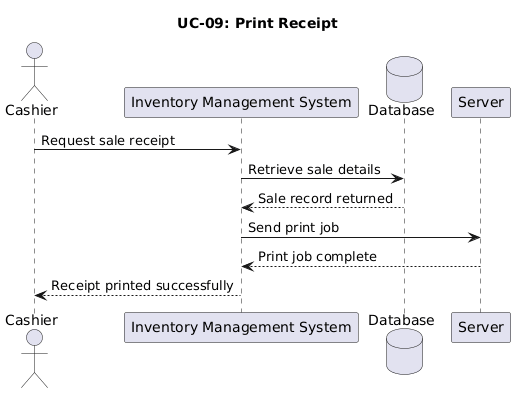 UC-09: Print Receipt
Cashier
Inventory Management System
Database
Server
Request sale receipt
Retrieve sale details
Sale record returned
Send print job
Print job complete
Receipt printed successfully
Cashier
Inventory Management System
Database
Server